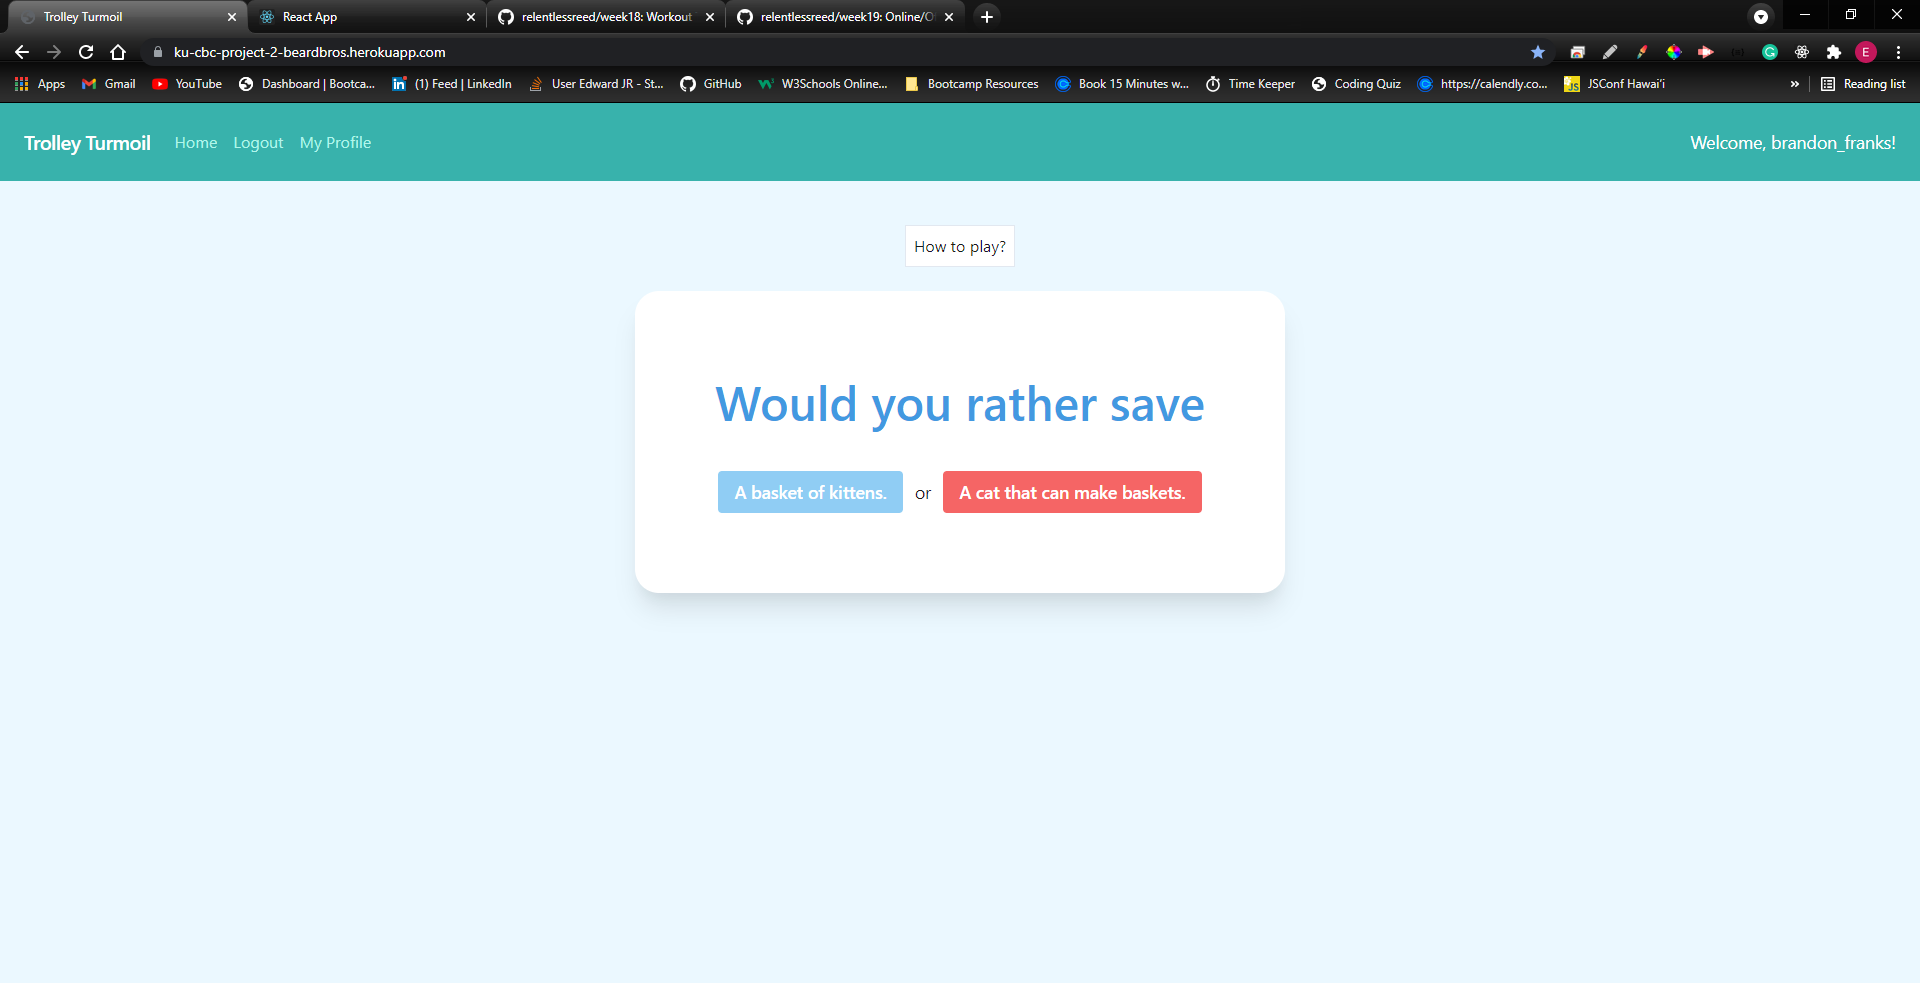 Trolley Turmoil React App relentlessreed/week18: Workout relentlessreed/week19: Online/O
ku-cbc-project-2-beardbros.herokuapp.com E
Apps Gmail YouTube Dashboard | Bootca... (1) Feed | LinkedIn User Edward JR - St... GitHub W3Schools Online... Bootcamp Resources Book 15 Minutes w... Time Keeper Coding Quiz https://calendly.co... JSConf Hawai'i » Reading list
Trolley Turmoil Home Logout My Profile Welcome, brandon_franks!
How to play?
Would you rather save
A basket of kittens. or A cat that can make baskets.